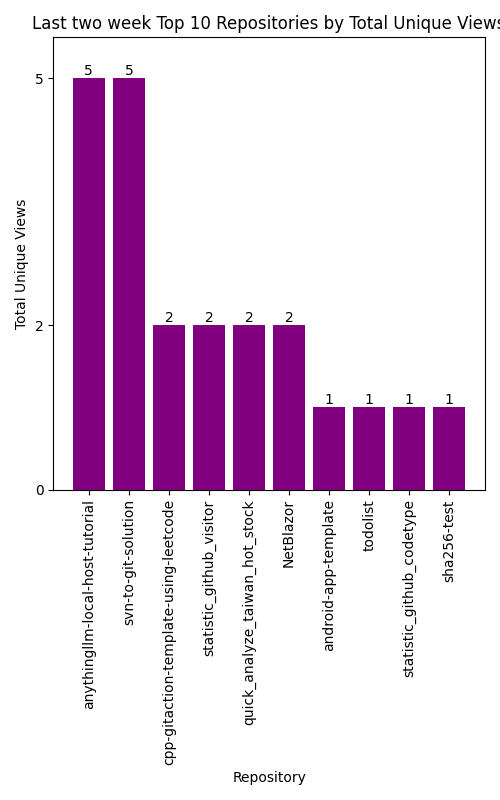 Last two week Top 10 Repositories by Total Unique Views
Total Unique Views
5
2
0
5
5
2
2
2
2
1
1
1
1
anythingllm-local-host-tutorial
svn-to-git-solution
cpp-gitaction-template-using-leetcode
statistic_github_visitor
quick_analyze_taiwan_hot_stock
NetBlazor
android-app-template
todolist
statistic_github_codetype
sha256-test
Repository